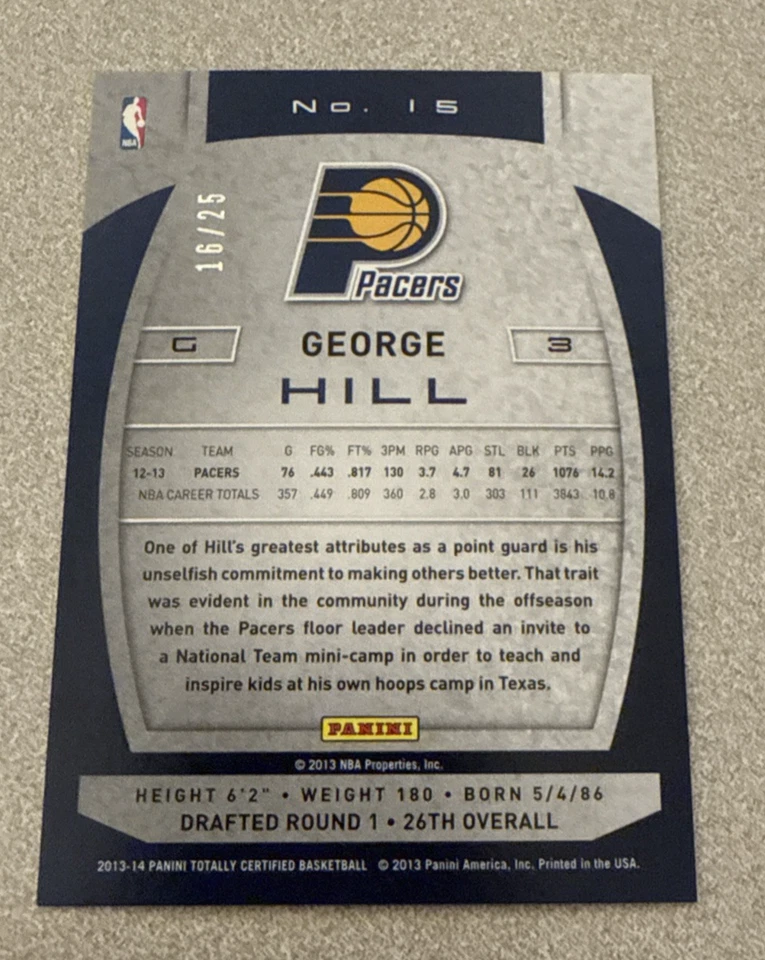 No. 15
NBA
16/25
Pacers
G
GEORGE
3
HILL
SEASON TEAM G FG% FT% 3PM RPG APG STL BLK PTS PPG
12-13 PACERS 76 .443 .817 130 3.7 4.7 81 26 1076 14.2
NBA CAREER TOTALS 357 .449 .809 360 2.8 3.0 303 111 3843 10.8
One of Hill's greatest attributes as a point guard is his
unselfish commitment to making others better. That trait
was evident in the community during the offseason
when the Pacers floor leader declined an invite to
a National Team mini-camp in order to teach and
inspire kids at his own hoops camp in Texas.
PANINI
© 2013 NBA Properties, Inc.
HEIGHT 6'2" • WEIGHT 180 • BORN 5/4/86
DRAFTED ROUND 1 • 26TH OVERALL
2013-14 PANINI TOTALLY CERTIFIED BASKETBALL © 2013 Panini America, Inc. Printed in the USA.